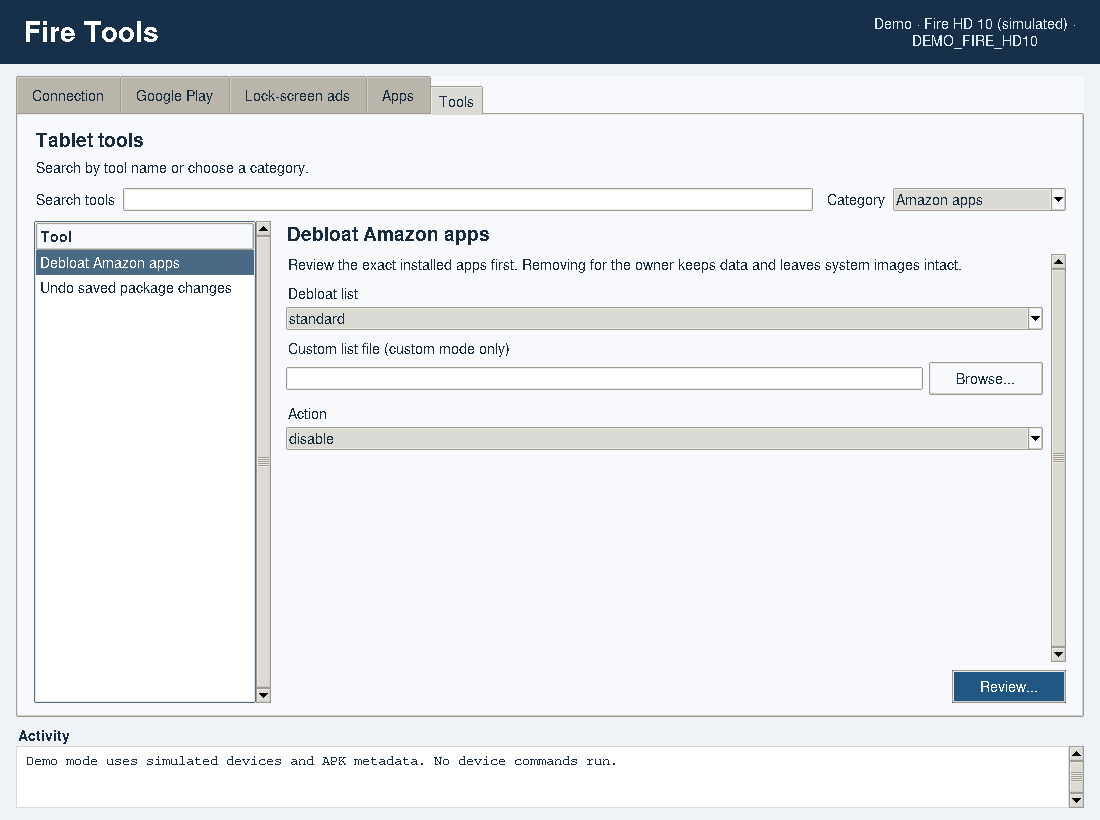 Fire Tools
Demo · Fire HD 10 (simulated) ·
DEMO_FIRE_HD10
Connection
Google Play
Lock-screen ads
Apps
Tools
Tablet tools
Search by tool name or choose a category.
Search tools
Category
Amazon apps
Tool
Debloat Amazon apps
Undo saved package changes
Debloat Amazon apps
Review the exact installed apps first. Removing for the owner keeps data and leaves system images intact.
Debloat list
standard
Custom list file (custom mode only)
Browse...
Action
disable
Review...
Activity
Demo mode uses simulated devices and APK metadata. No device commands run.